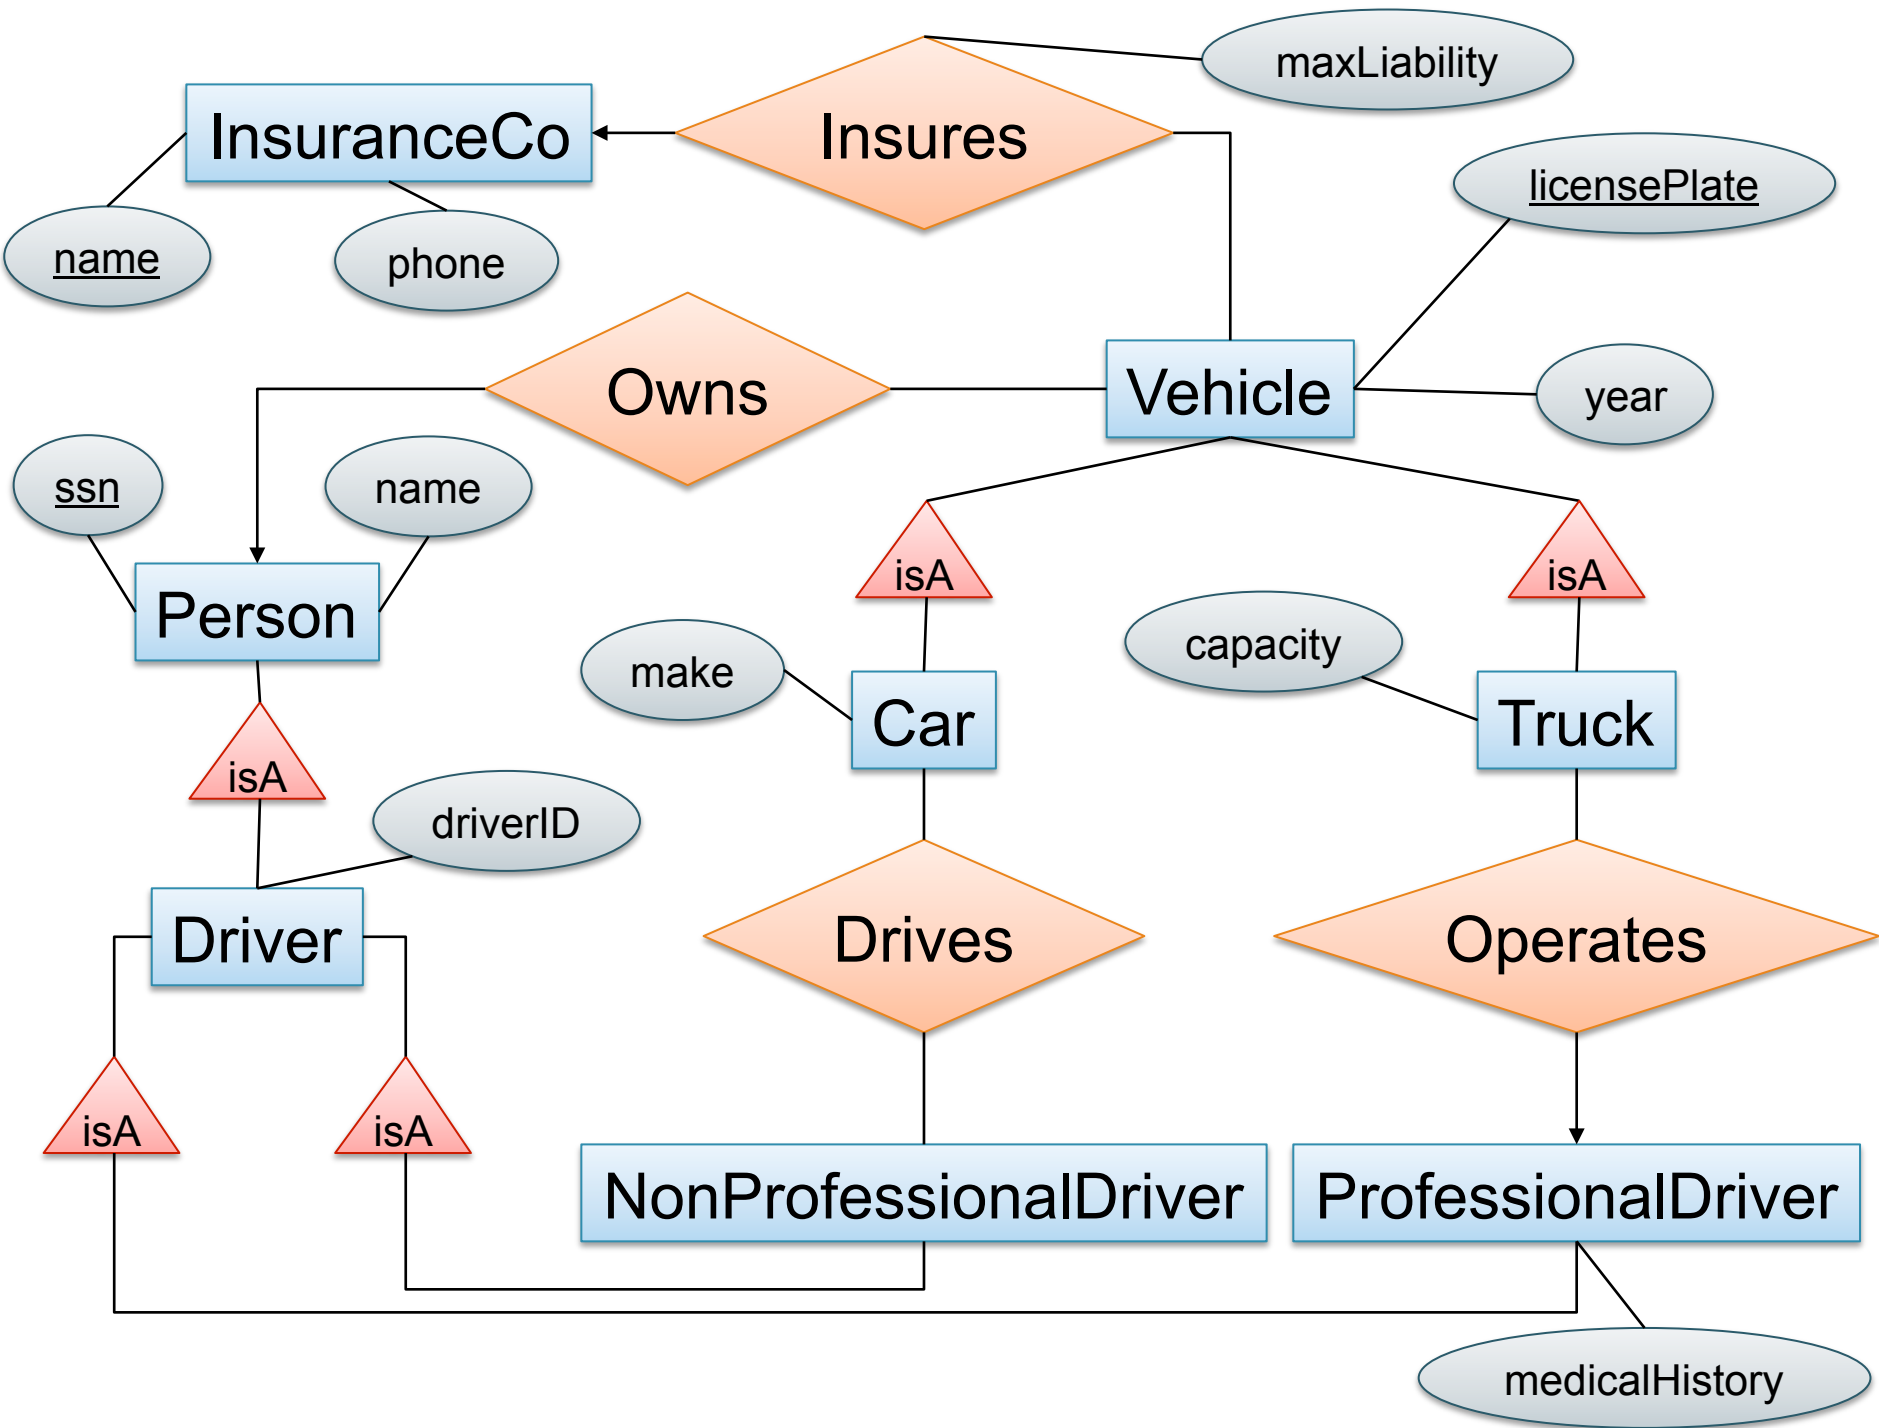 maxLiability
InsuranceCo
Insures
licensePlate
name
phone
Owns
Vehicle
year
ssn
name
isA
isA
Person
make
capacity
Car
Truck
isA
driverID
Driver
Drives
Operates
isA
isA
NonProfessionalDriver
ProfessionalDriver
medicalHistory